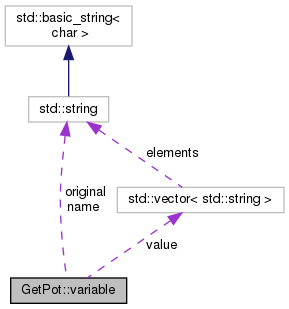 std::basic_string<
char >
std::string
elements
original
name
std::vector< std::string >
value
GetPot::variable